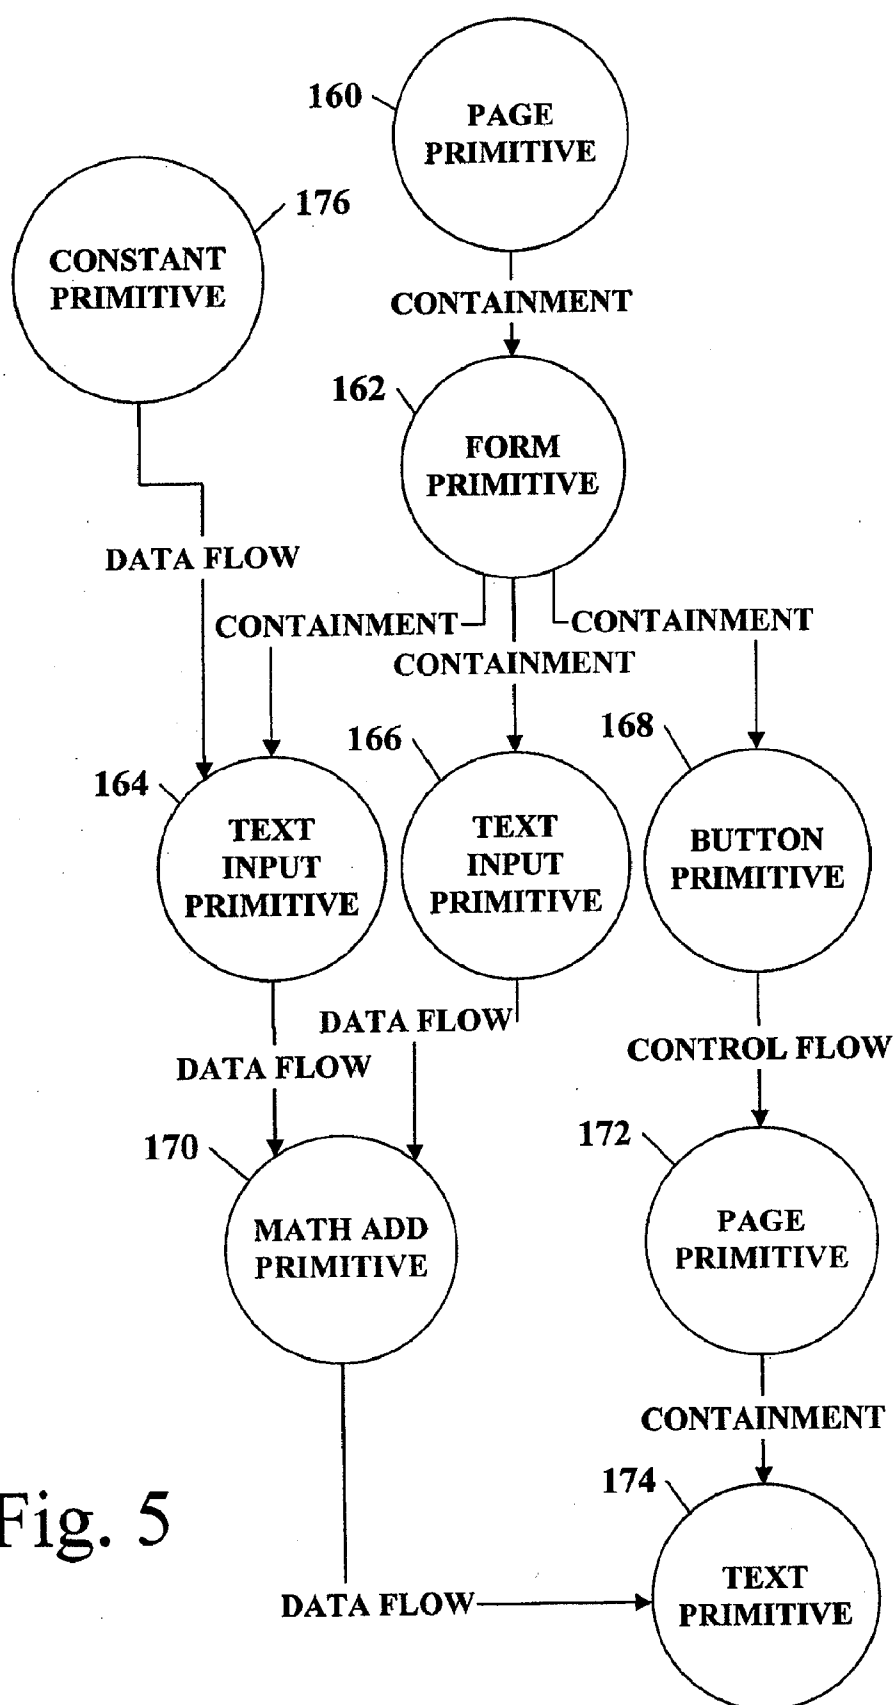 160
PAGE
PRIMITIVE
176
CONSTANT
PRIMITIVE
CONTAINMENT
162
FORM
PRIMITIVE
DATA FLOW
CONTAINMENT
CONTAINMENT
CONTAINMENT
164
TEXT
INPUT
PRIMITIVE
166
TEXT
INPUT
PRIMITIVE
168
BUTTON
PRIMITIVE
DATA FLOW
DATA FLOW
CONTROL FLOW
170
MATH ADD
PRIMITIVE
172
PAGE
PRIMITIVE
CONTAINMENT
174
TEXT
PRIMITIVE
DATA FLOW
Fig. 5